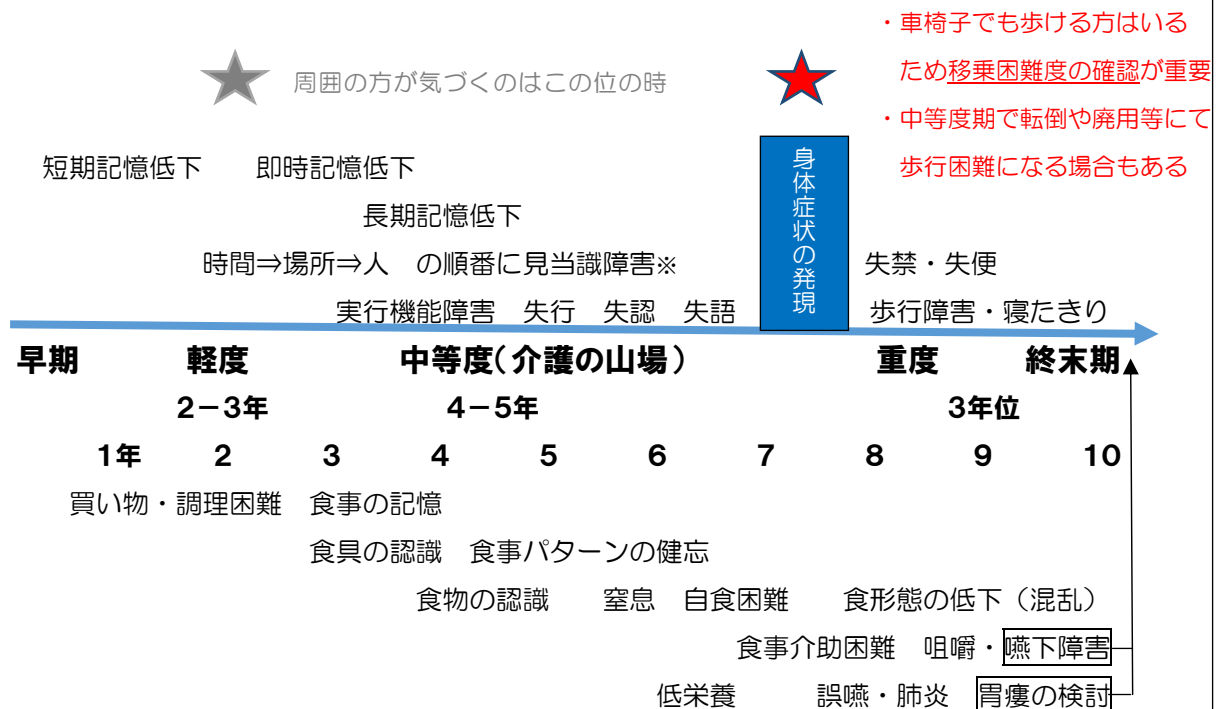 ・車椅子でも歩ける方はいる
ため移乗困難度の確認が重要
周囲の方が気づくのはこの位の時
・中等度期で転倒や廃用等にて
歩行困難になる場合もある
短期記憶低下 即時記憶低下
長期記憶低下
身体症状の発現
時間⇒場所⇒人 の順番に見当識障害※ 失禁・失便
実行機能障害 失行 失認 失語 歩行障害・寝たきり
早期 軽度 中等度(介護の山場) 重度 終末期
2－3年 4－5年 3年位
1年 2 3 4 5 6 7 8 9 10
買い物・調理困難 食事の記憶
食具の認識 食事パターンの健忘
食物の認識 窒息 自食困難 食形態の低下（混乱）
食事介助困難 咀嚼・嚥下障害
低栄養 誤嚥・肺炎 胃瘻の検討